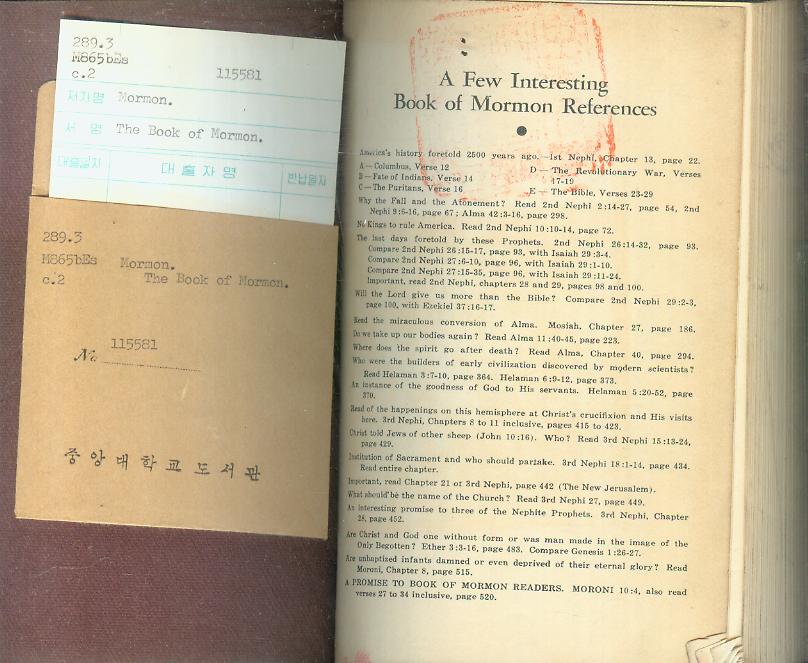 289.3
M865bEs
c.2
115581
저자명 Mormon.
서 명 The Book of Mormon.
대출일자 대출자명 반납일자
289.3
M865bEs Mormon.
c.2 The Book of Mormon.
No 115581
중앙대학교도서관
A Few Interesting
Book of Mormon References
America's history foretold 2500 years ago.—1st Nephi, Chapter 13, page 22.
A—Columbus, Verse 12
B—Fate of Indians, Verse 14
C—The Puritans, Verse 16
D—The Revolutionary War, Verses
17-19
E—The Bible, Verses 23-29
Why the Fall and the Atonement? Read 2nd Nephi 2:14-27, page 54, 2nd
Nephi 9:6-16, page 67; Alma 42:3-16, page 298.
No Kings to rule America. Read 2nd Nephi 10:10-14, page 72.
The last days foretold by these Prophets. 2nd Nephi 26:14-32, page 93.
Compare 2nd Nephi 26:15-17, page 93, with Isaiah 29:3-4.
Compare 2nd Nephi 27:6-10, page 96, with Isaiah 29:1-10.
Compare 2nd Nephi 27:15-35, page 96, with Isaiah 29:11-24.
Important, read 2nd Nephi, chapters 28 and 29, pages 98 and 100.
Will the Lord give us more than the Bible? Compare 2nd Nephi 29:2-3,
page 100, with Ezekiel 37:16-17.
Read the miraculous conversion of Alma. Mosiah, Chapter 27, page 186.
Do we take up our bodies again? Read Alma 11:40-45, page 223.
Where does the spirit go after death? Read Alma, Chapter 40, page 294.
Who were the builders of early civilization discovered by modern scientists?
Read Helaman 3:7-10, page 364. Helaman 6:9-12, page 373.
An instance of the goodness of God to His servants. Helaman 5:20-52, page
370.
Read of the happenings on this hemisphere at Christ's crucifixion and His visits
here. 3rd Nephi, Chapters 8 to 11 inclusive, pages 415 to 423.
Christ told Jews of other sheep (John 10:16). Who? Read 3rd Nephi 15:13-24,
page 429.
Institution of Sacrament and who should partake. 3rd Nephi 18:1-14, page 434.
Read entire chapter.
Important, read Chapter 21 or 3rd Nephi, page 442 (The New Jerusalem).
What should be the name of the Church? Read 3rd Nephi 27, page 449.
An interesting promise to three of the Nephite Prophets. 3rd Nephi, Chapter
28, page 452.
Are Christ and God one without form or was man made in the image of the
Only Begotten? Ether 3:3-16, page 483. Compare Genesis 1:26-27.
Are unbaptized infants damned or even deprived of their eternal glory? Read
Moroni, Chapter 8, page 515.
A PROMISE TO BOOK OF MORMON READERS. MORONI 10:4, also read
verses 27 to 34 inclusive, page 520.